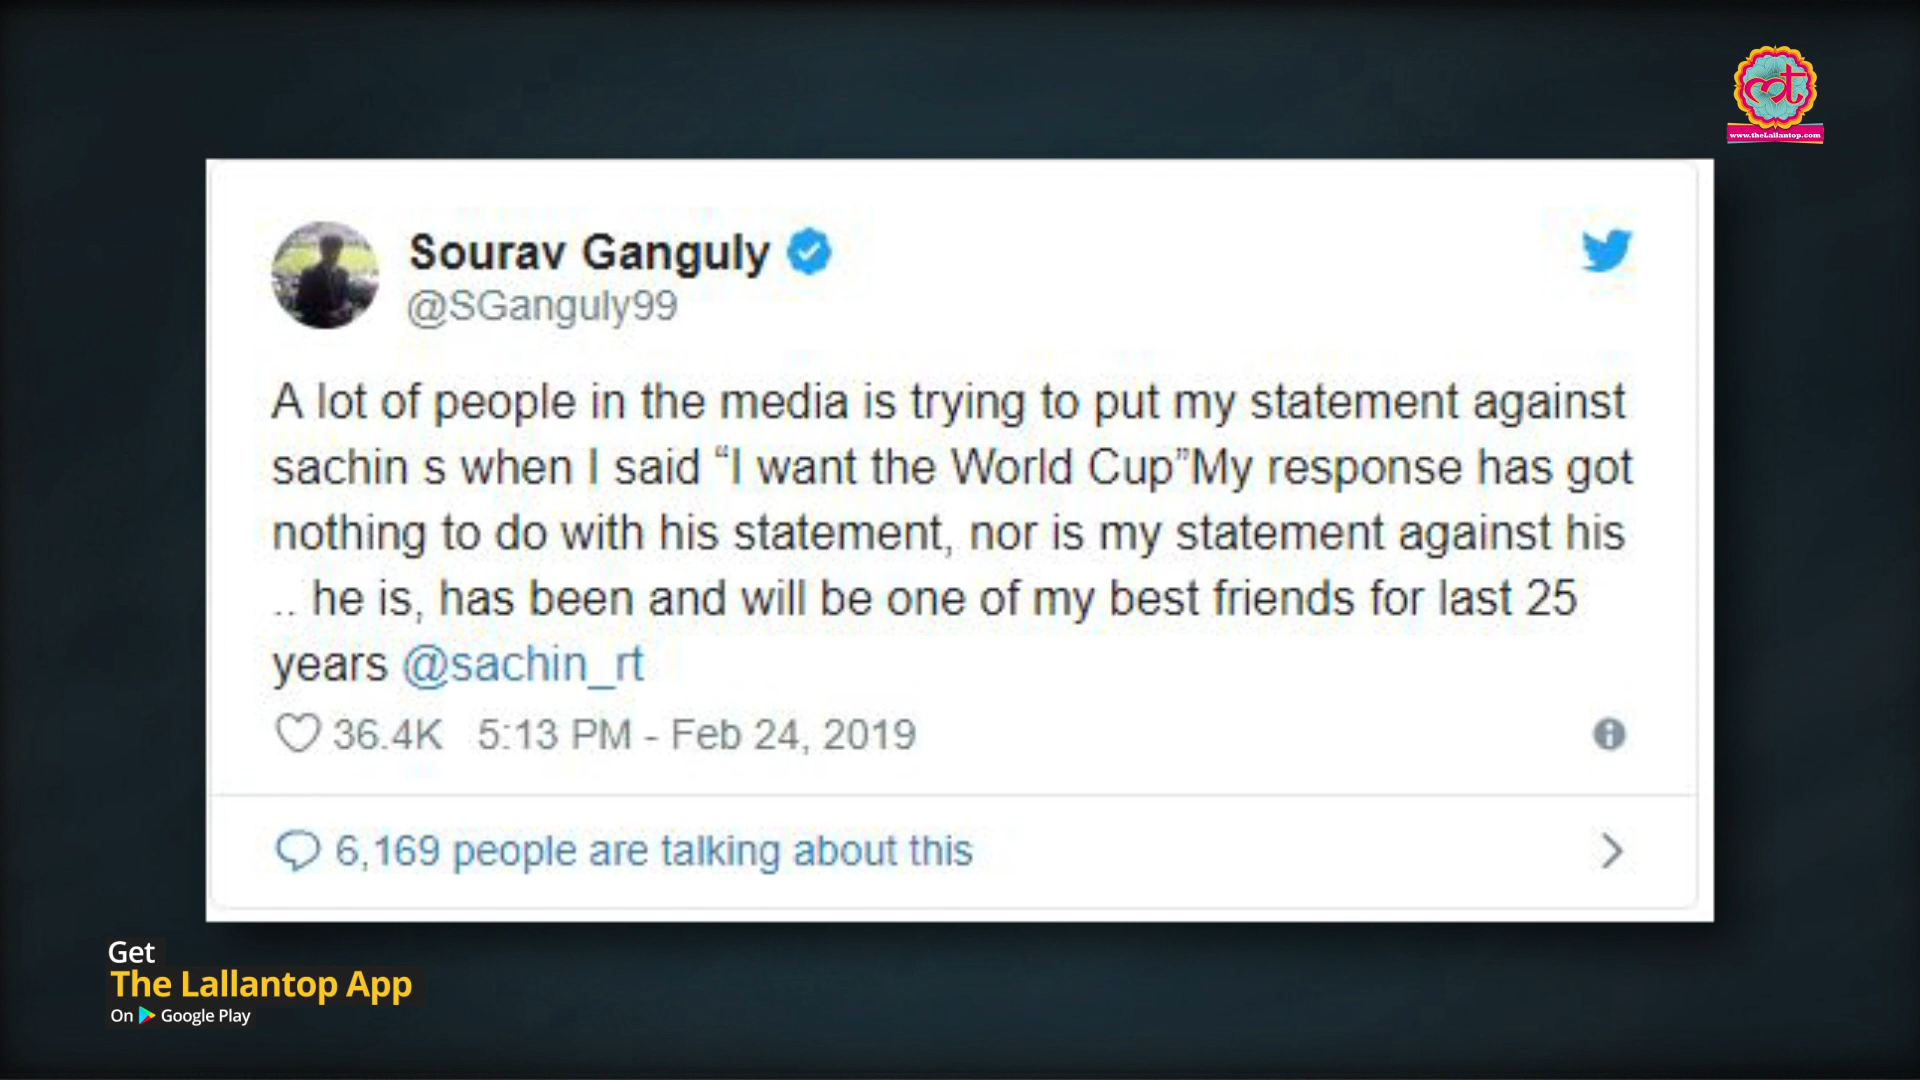 www.theLallantop.com
Sourav Ganguly
@SGanguly99
A lot of people in the media is trying to put my statement against
sachin s when I said “I want the World Cup”My response has got
nothing to do with his statement, nor is my statement against his
.. he is, has been and will be one of my best friends for last 25
years @sachin_rt
36.4K 5:13 PM - Feb 24, 2019
6,169 people are talking about this
Get
The Lallantop App
On Google Play